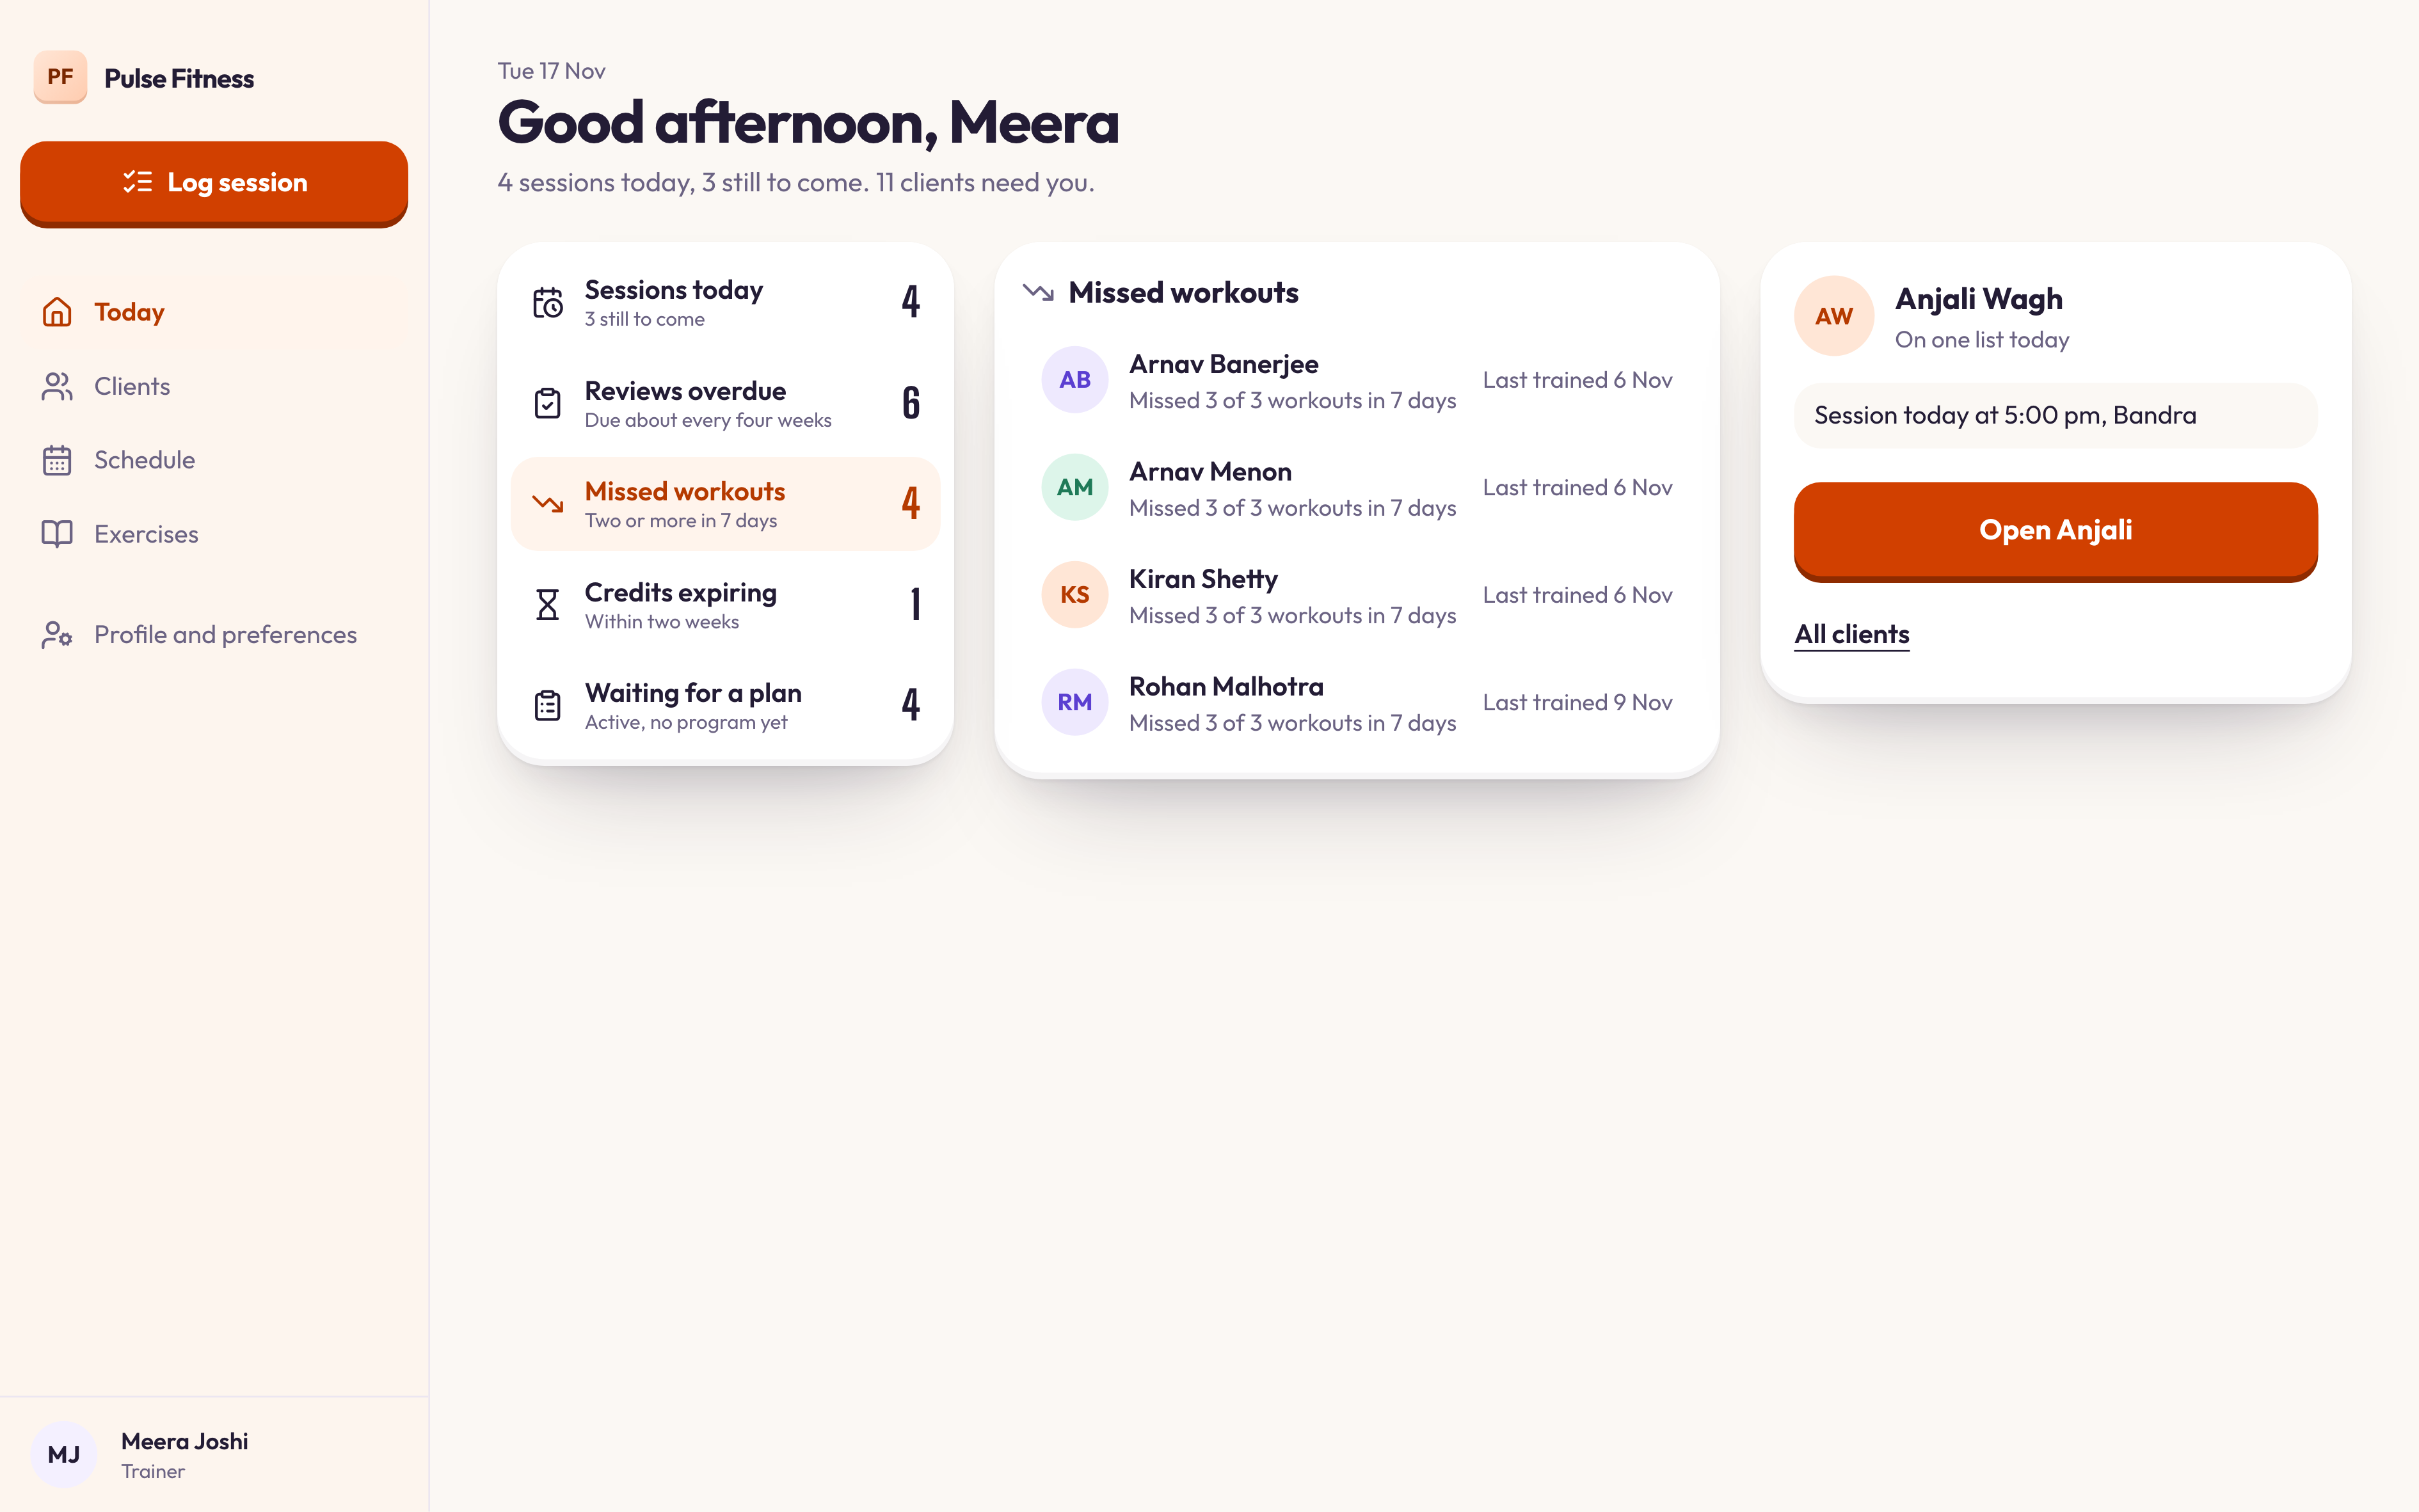 PF
Pulse Fitness
Log session
Today
Clients
Schedule
Exercises
Profile and preferences
MJ
Meera Joshi
Trainer
Tue 17 Nov
Good afternoon, Meera
4 sessions today, 3 still to come. 11 clients need you.
Sessions today
3 still to come
4
Reviews overdue
Due about every four weeks
6
Missed workouts
Two or more in 7 days
4
Credits expiring
Within two weeks
1
Waiting for a plan
Active, no program yet
4
Missed workouts
AB
Arnav Banerjee
Missed 3 of 3 workouts in 7 days
Last trained 6 Nov
AM
Arnav Menon
Missed 3 of 3 workouts in 7 days
Last trained 6 Nov
KS
Kiran Shetty
Missed 3 of 3 workouts in 7 days
Last trained 6 Nov
RM
Rohan Malhotra
Missed 3 of 3 workouts in 7 days
Last trained 9 Nov
AW
Anjali Wagh
On one list today
Session today at 5:00 pm, Bandra
Open Anjali
All clients